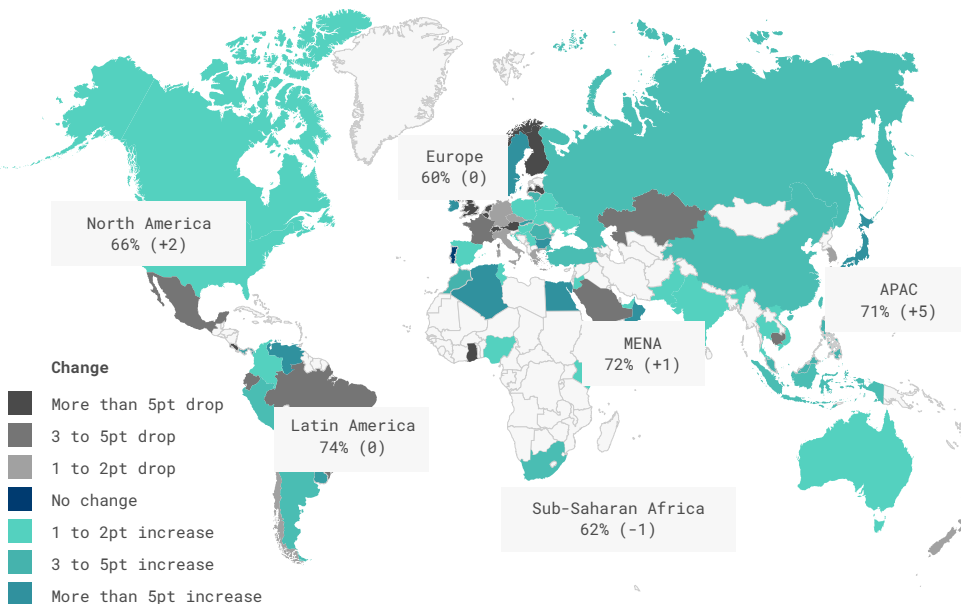 Europe
60% (0)
North America
66% (+2)
APAC
71% (+5)
MENA
72% (+1)
Latin America
74% (0)
Sub-Saharan Africa
62% (-1)
Change
More than 5pt drop
3 to 5pt drop
1 to 2pt drop
No change
1 to 2pt increase
3 to 5pt increase
More than 5pt increase